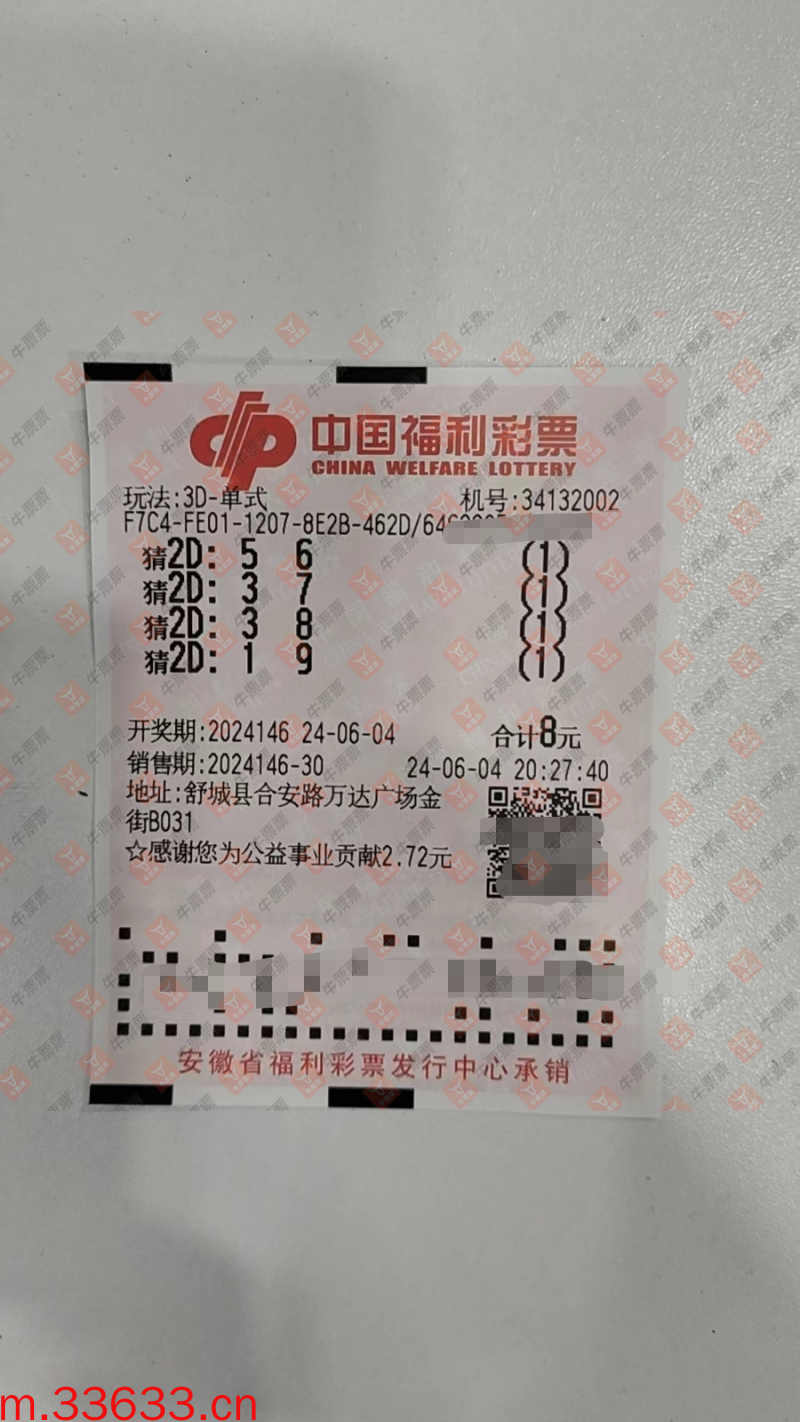 中国福利彩票
CHINA WELFARE LOTTERY
玩法:3D-单式 机号:34132002
F7C4-FE01-1207-8E2B-462D/64
猜2D: 5 6 (1)
猜2D: 3 7 (1)
猜2D: 3 8 (1)
猜2D: 1 9 (1)
开奖期:2024146 24-06-04 合计8元
销售期:2024146-30 24-06-04 20:27:40
地址:舒城县合安路万达广场金
街B031
☆感谢您为公益事业贡献2.72元
安徽省福利彩票发行中心承销
牛票票
m.33633.cn